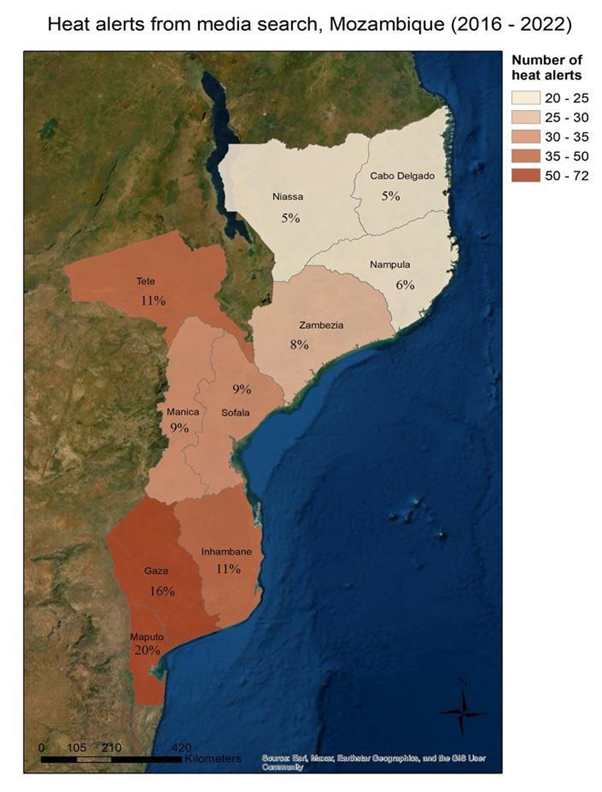 Heat alerts from media search, Mozambique (2016 - 2022)
Number of
heat alerts
20 - 25
25 - 30
30 - 35
35 - 50
50 - 72
Cabo Delgado
5%
Niassa
5%
Nampula
6%
Tete
11%
Zambezia
8%
9%
Sofala
Manica
9%
Inhambane
11%
Gaza
16%
Maputo
20%
N
0 105 210 420
Kilometers
Source: Esri, Maxar, Earthstar Geographics, and the GIS User
Community